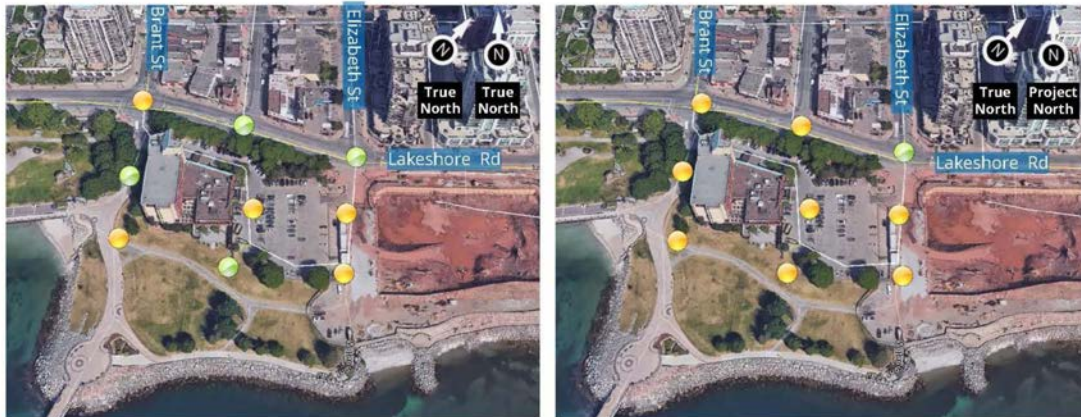 Brant St
Elizabeth St
N
N
True
North
True
North
Lakeshore Rd
Brant St
Elizabeth St
N
N
True
North
Project
North
Lakeshore Rd